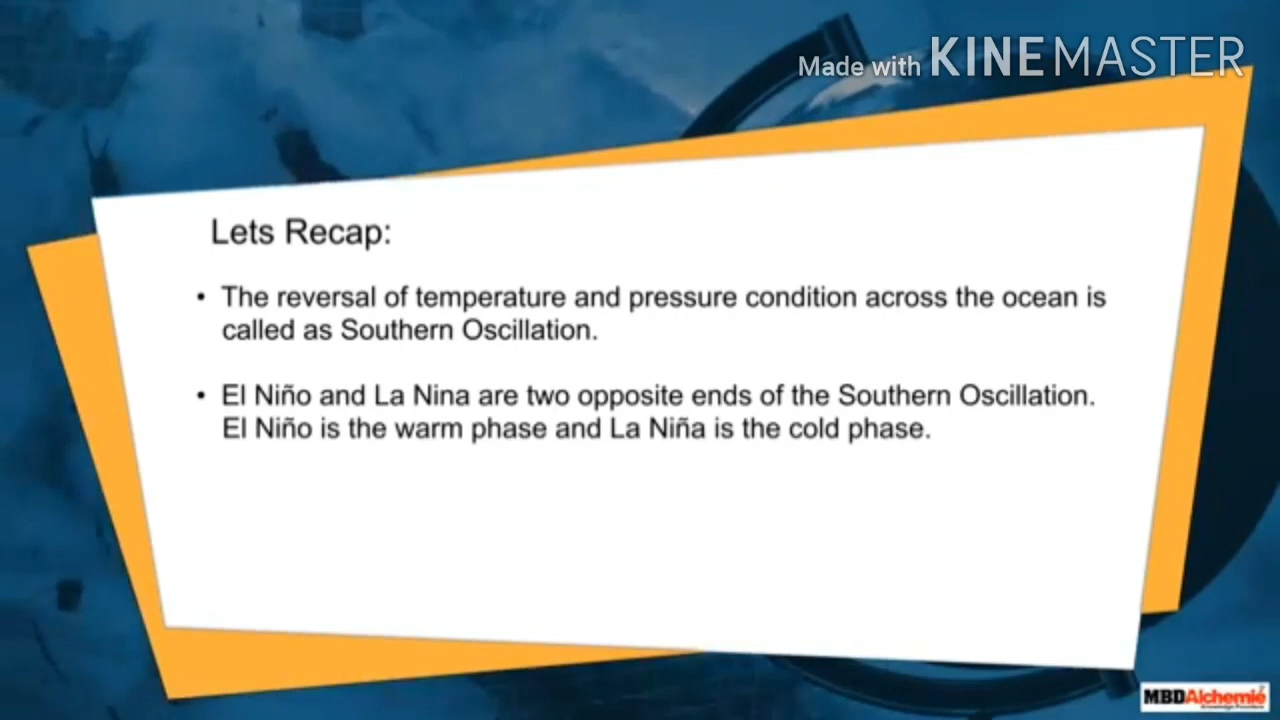 Made with KINEMASTER
Lets Recap:
• The reversal of temperature and pressure condition across the ocean is
called as Southern Oscillation.
• El Niño and La Nina are two opposite ends of the Southern Oscillation.
El Niño is the warm phase and La Niña is the cold phase.
MBDAlchemie